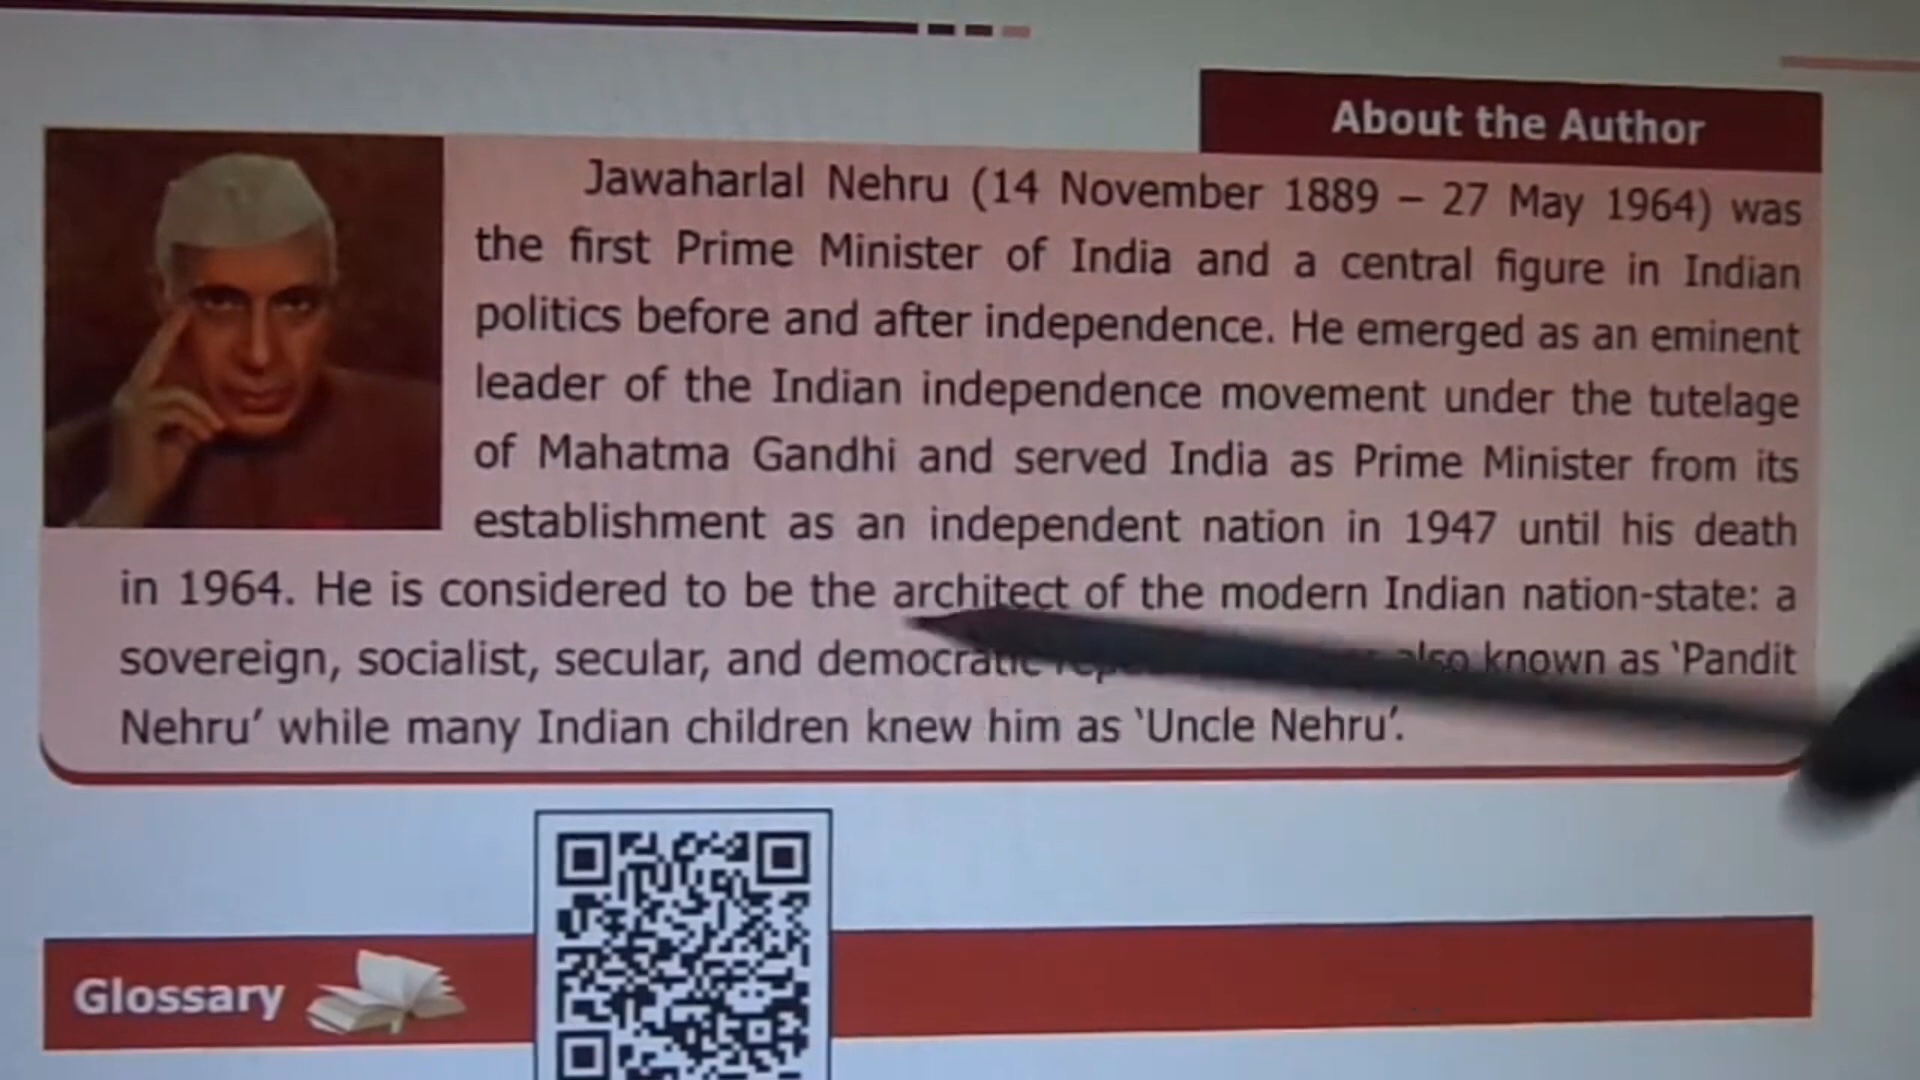 About the Author
Jawaharlal Nehru (14 November 1889 – 27 May 1964) was
the first Prime Minister of India and a central figure in Indian
politics before and after independence. He emerged as an eminent
leader of the Indian independence movement under the tutelage
of Mahatma Gandhi and served India as Prime Minister from its
establishment as an independent nation in 1947 until his death
in 1964. He is considered to be the architect of the modern Indian nation-state: a
sovereign, socialist, secular, and democratic also known as ‘Pandit
Nehru’ while many Indian children knew him as ‘Uncle Nehru’.
Glossary